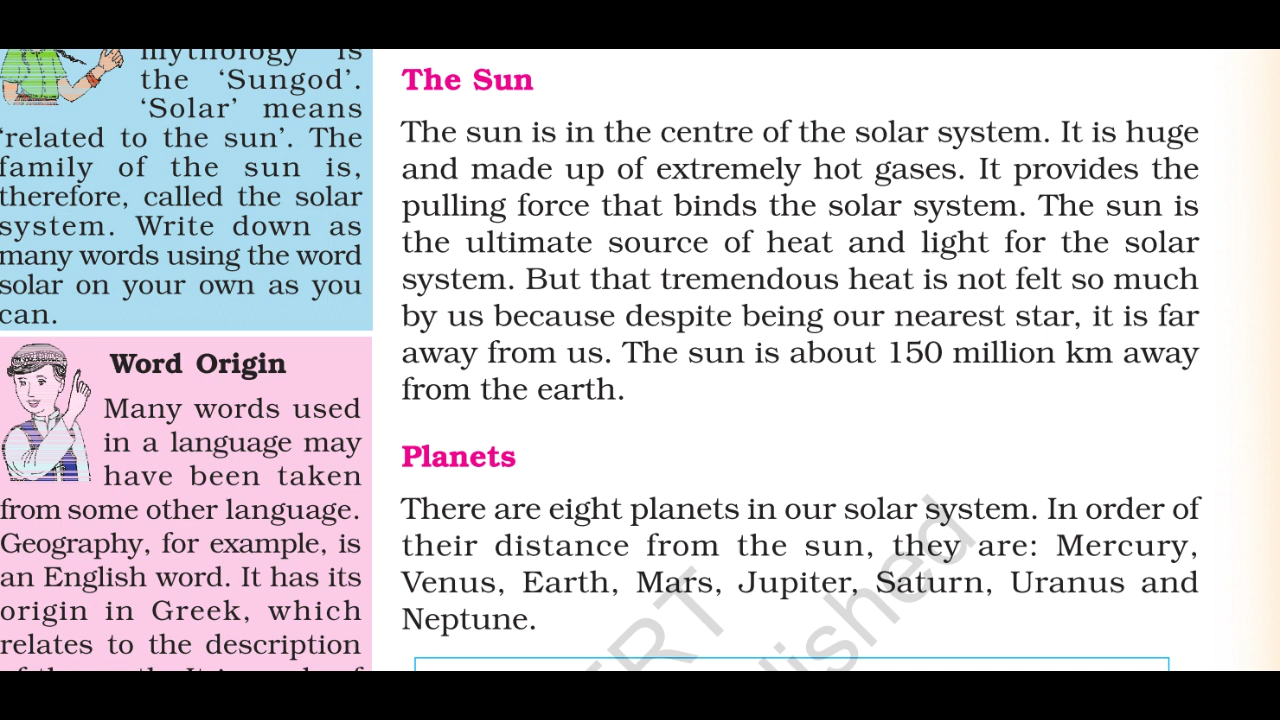 mythology is
the ‘Sungod’.
‘Solar’ means
‘related to the sun’. The
family of the sun is,
therefore, called the solar
system. Write down as
many words using the word
solar on your own as you
can.
Word Origin
Many words used
in a language may
have been taken
from some other language.
Geography, for example, is
an English word. It has its
origin in Greek, which
relates to the description
The Sun
The sun is in the centre of the solar system. It is huge
and made up of extremely hot gases. It provides the
pulling force that binds the solar system. The sun is
the ultimate source of heat and light for the solar
system. But that tremendous heat is not felt so much
by us because despite being our nearest star, it is far
away from us. The sun is about 150 million km away
from the earth.
Planets
There are eight planets in our solar system. In order of
their distance from the sun, they are: Mercury,
Venus, Earth, Mars, Jupiter, Saturn, Uranus and
Neptune.